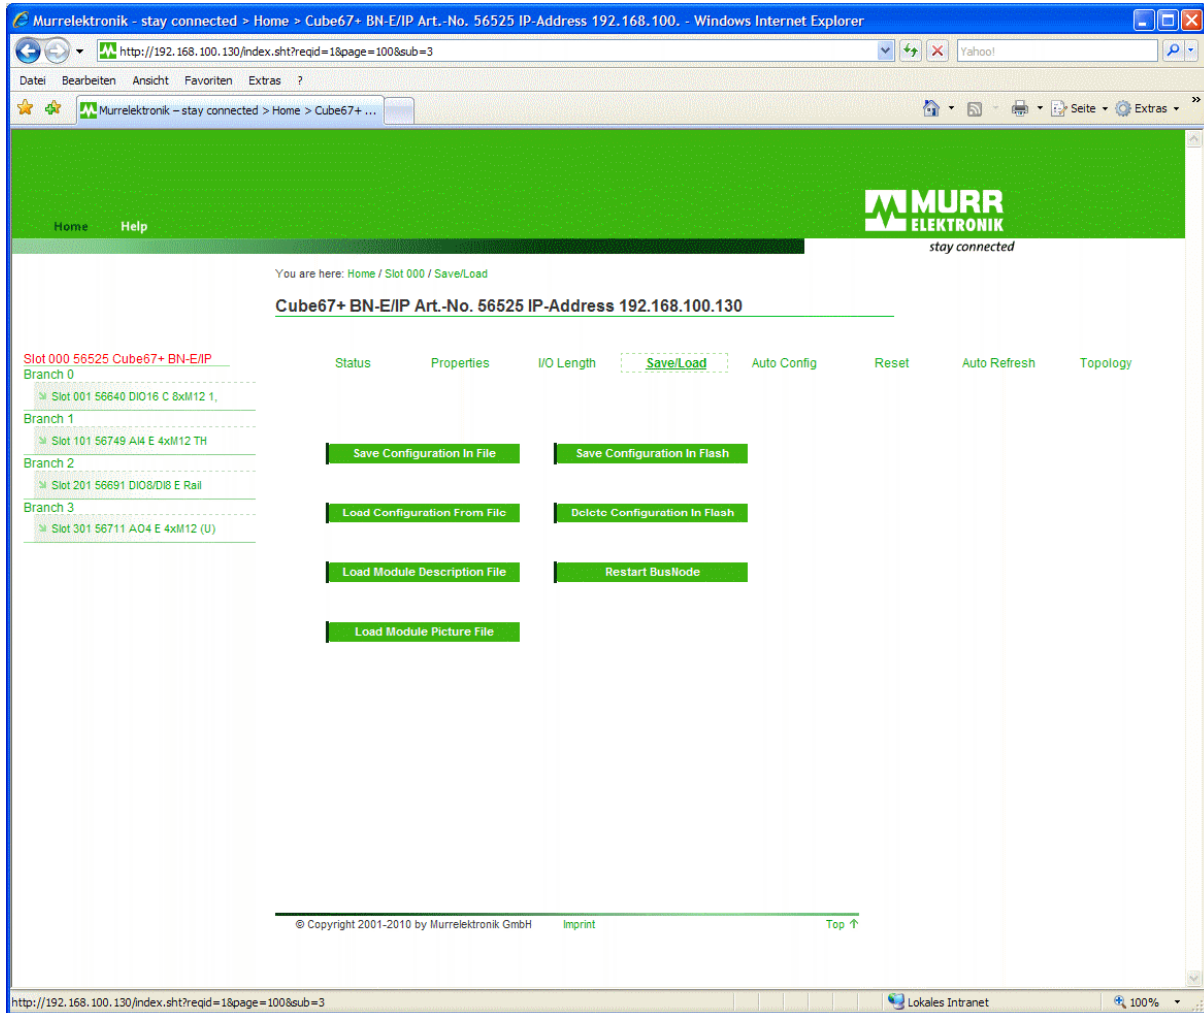 Murrelektronik - stay connected > Home > Cube67+ BN-E/IP Art.-No. 56525 IP-Address 192.168.100. - Windows Internet Explorer
http://192.168.100.130/index.sht?reqid=1&page=100&sub=3
Yahoo!
Datei Bearbeiten Ansicht Favoriten Extras ?
Murrelektronik – stay connected > Home > Cube67+ ...
Seite Extras »
Home Help
MURR
ELEKTRONIK
stay connected
You are here: Home / Slot 000 / Save/Load
Cube67+ BN-E/IP Art.-No. 56525 IP-Address 192.168.100.130
Slot 000 56525 Cube67+ BN-E/IP
Branch 0
Slot 001 56640 DIO16 C 8xM12 1,
Branch 1
Slot 101 56749 AI4 E 4xM12 TH
Branch 2
Slot 201 56691 DIO8/DI8 E Rail
Branch 3
Slot 301 56711 AO4 E 4xM12 (U)
Status Properties I/O Length Save/Load Auto Config Reset Auto Refresh Topology
Save Configuration In File Save Configuration In Flash
Load Configuration From File Delete Configuration In Flash
Load Module Description File Restart BusNode
Load Module Picture File
© Copyright 2001-2010 by Murrelektronik GmbH Imprint Top ↑
http://192.168.100.130/index.sht?reqid=1&page=100&sub=3 Lokales Intranet 100%